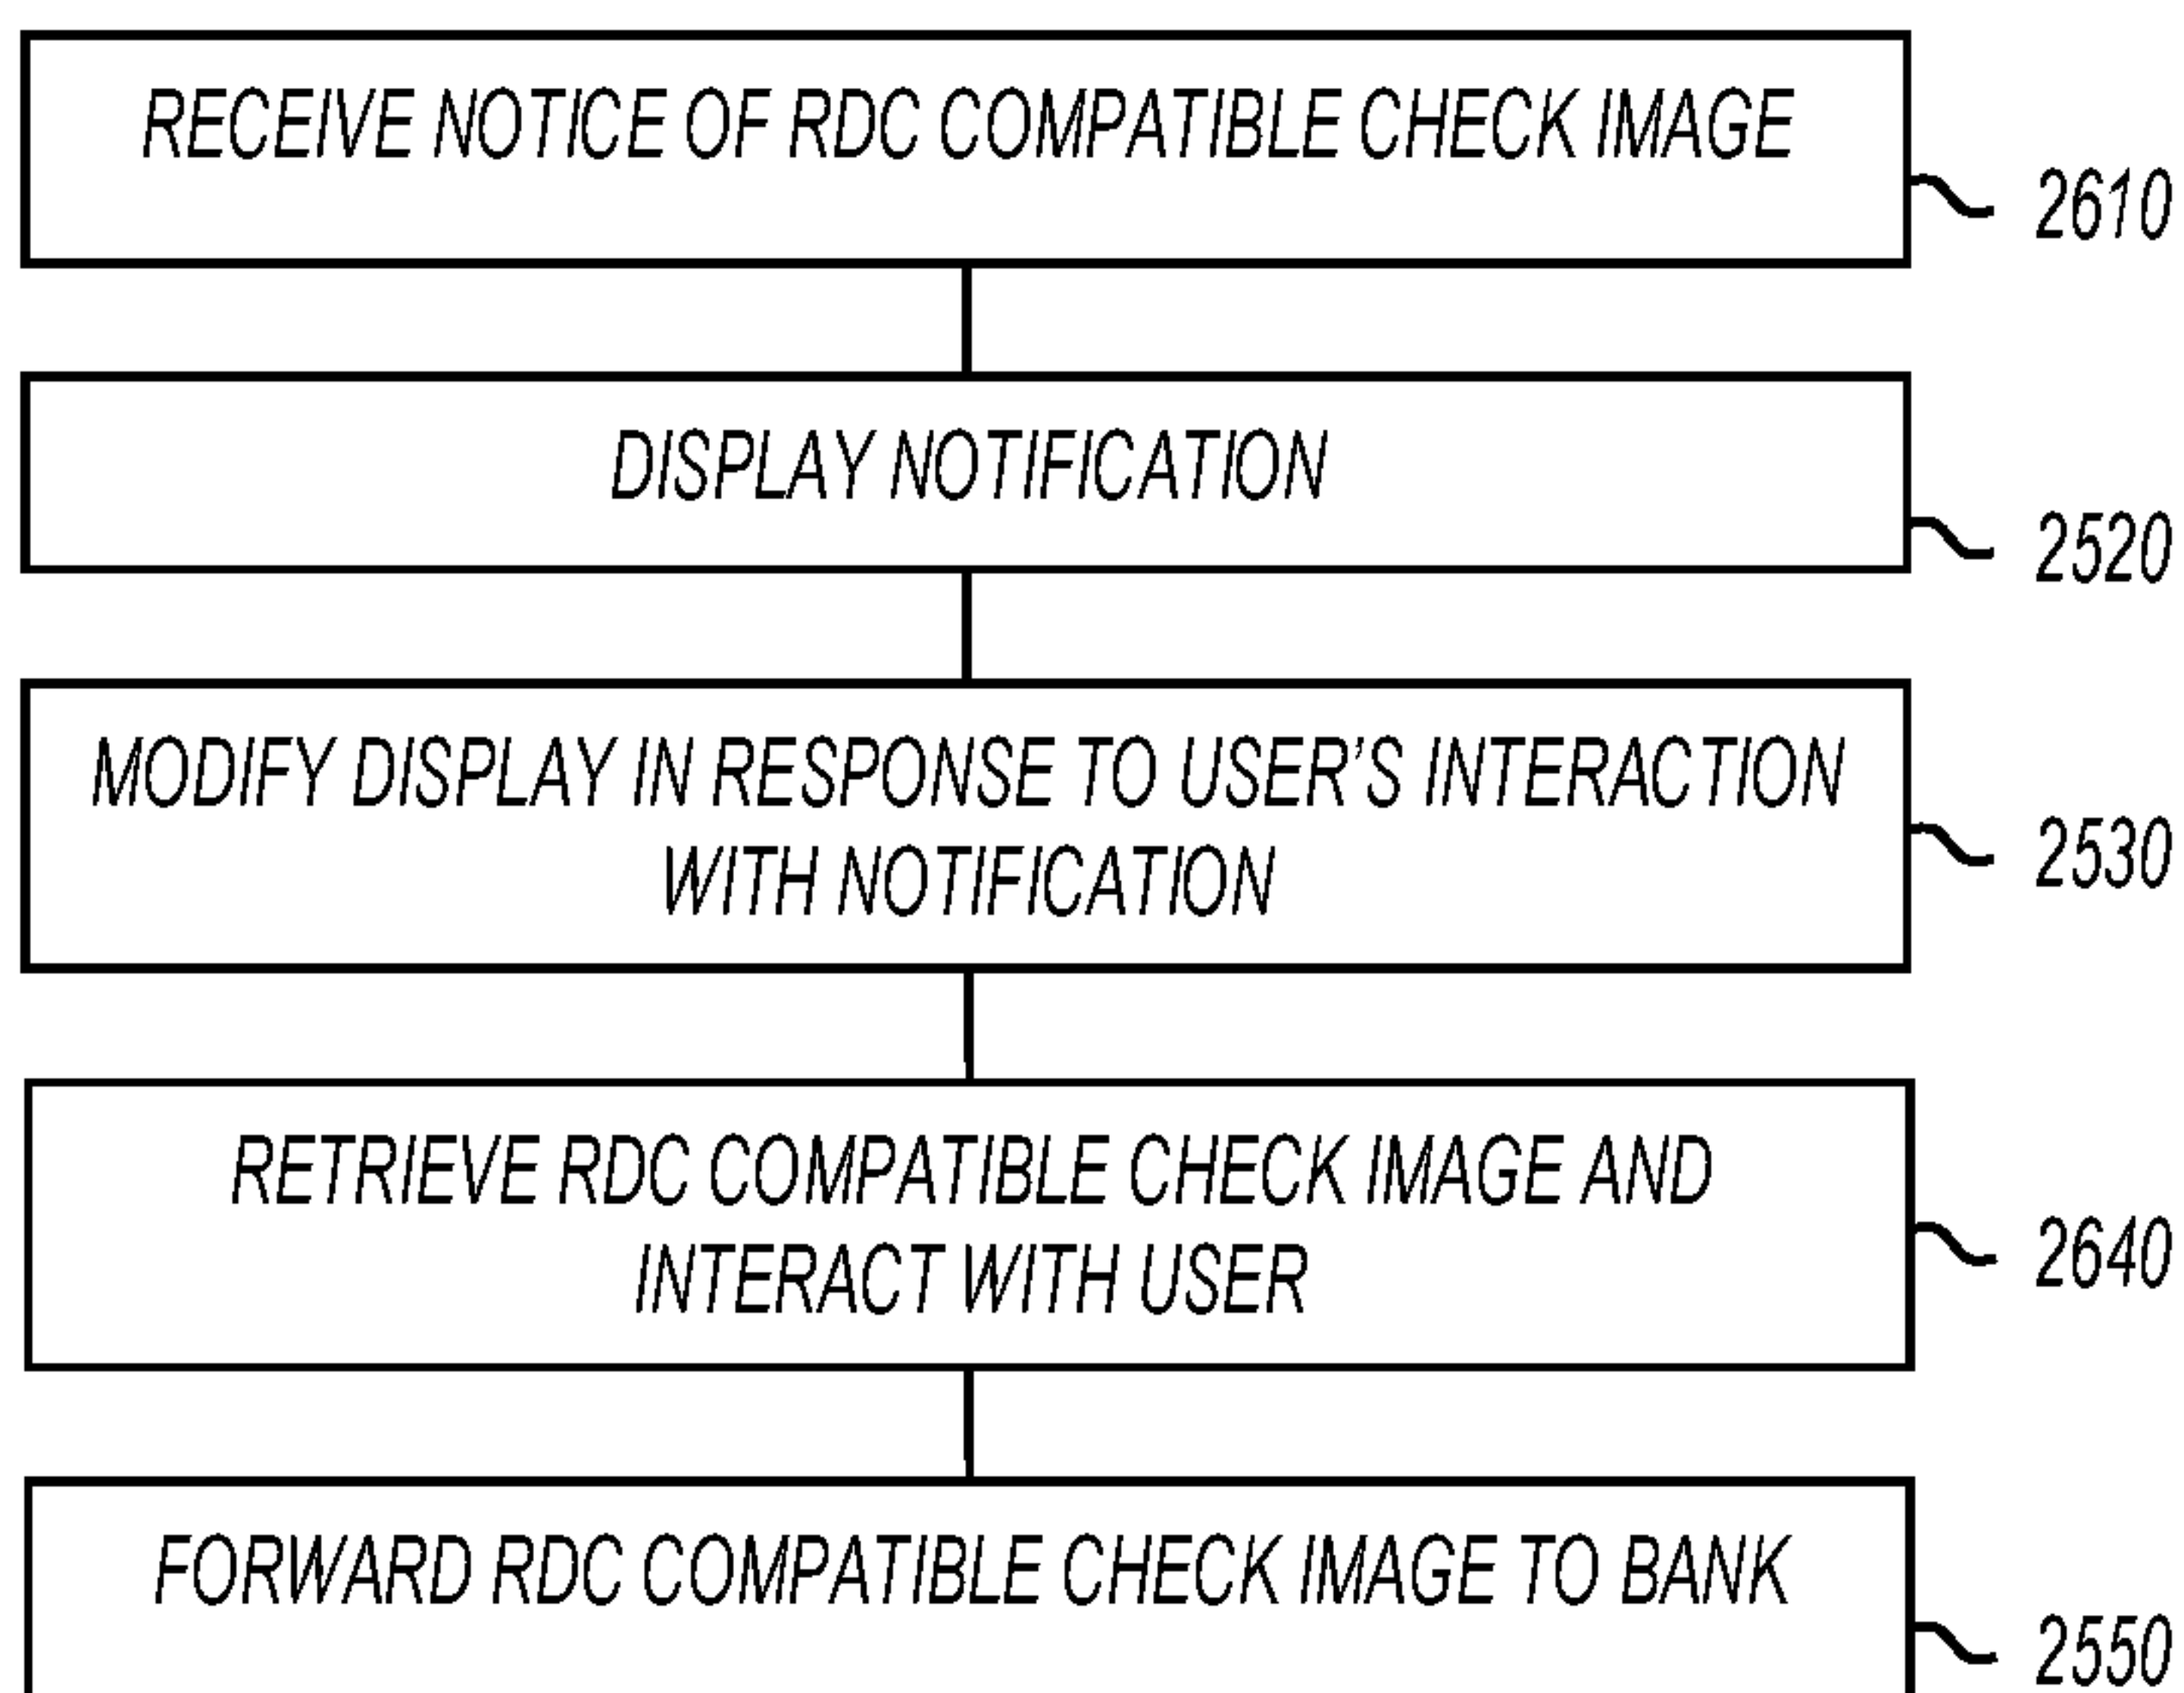 RECEIVE NOTICE OF RDC COMPATIBLE CHECK IMAGE
2610
DISPLAY NOTIFICATION
2520
MODIFY DISPLAY IN RESPONSE TO USER'S INTERACTION
WITH NOTIFICATION
2530
RETRIEVE RDC COMPATIBLE CHECK IMAGE AND
INTERACT WITH USER
2640
FORWARD RDC COMPATIBLE CHECK IMAGE TO BANK
2550